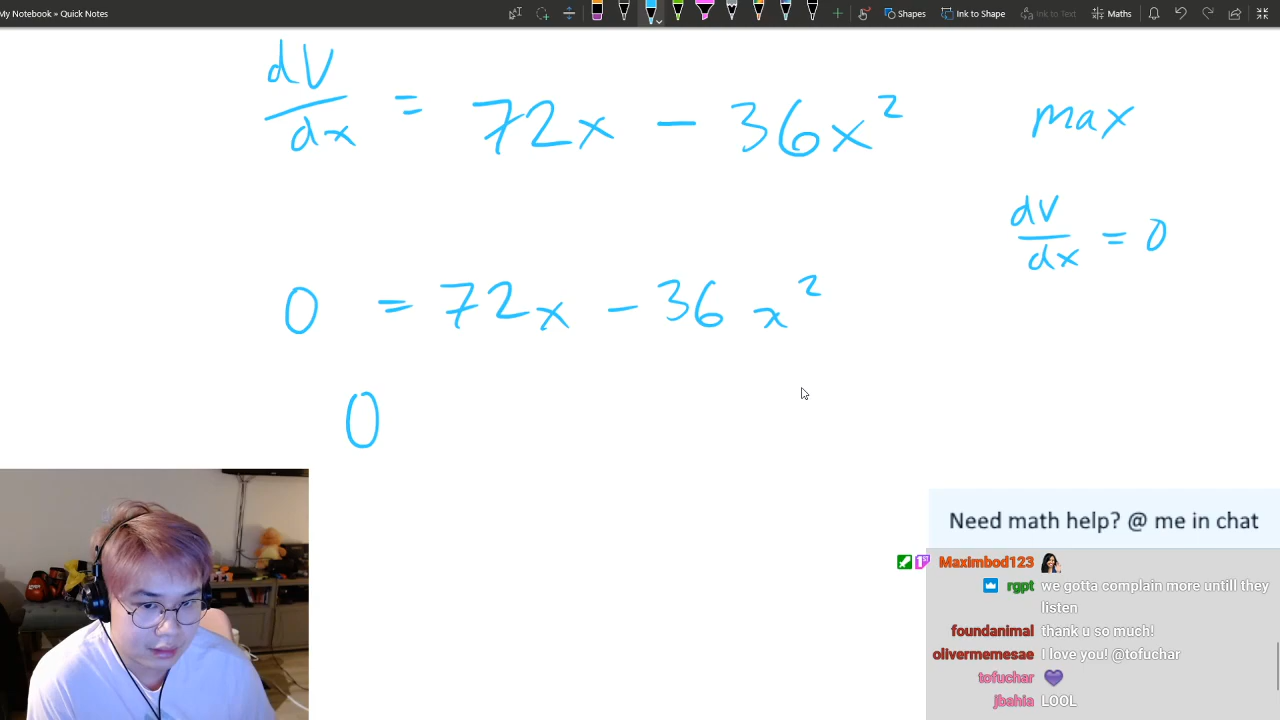 My Notebook » Quick Notes
Shapes
Ink to Shape
Ink to Text
Maths
dV
dx
= 72x - 36x²
max
dV
dx
= 0
0 = 72x - 36 x²
0
Need math help? @ me in chat
Maximbod123
rgpt we gotta complain more untill they
listen
foundanimal thank u so much!
olivermemesae I love you! @tofuchar
tofuchar
jbahia LOOL